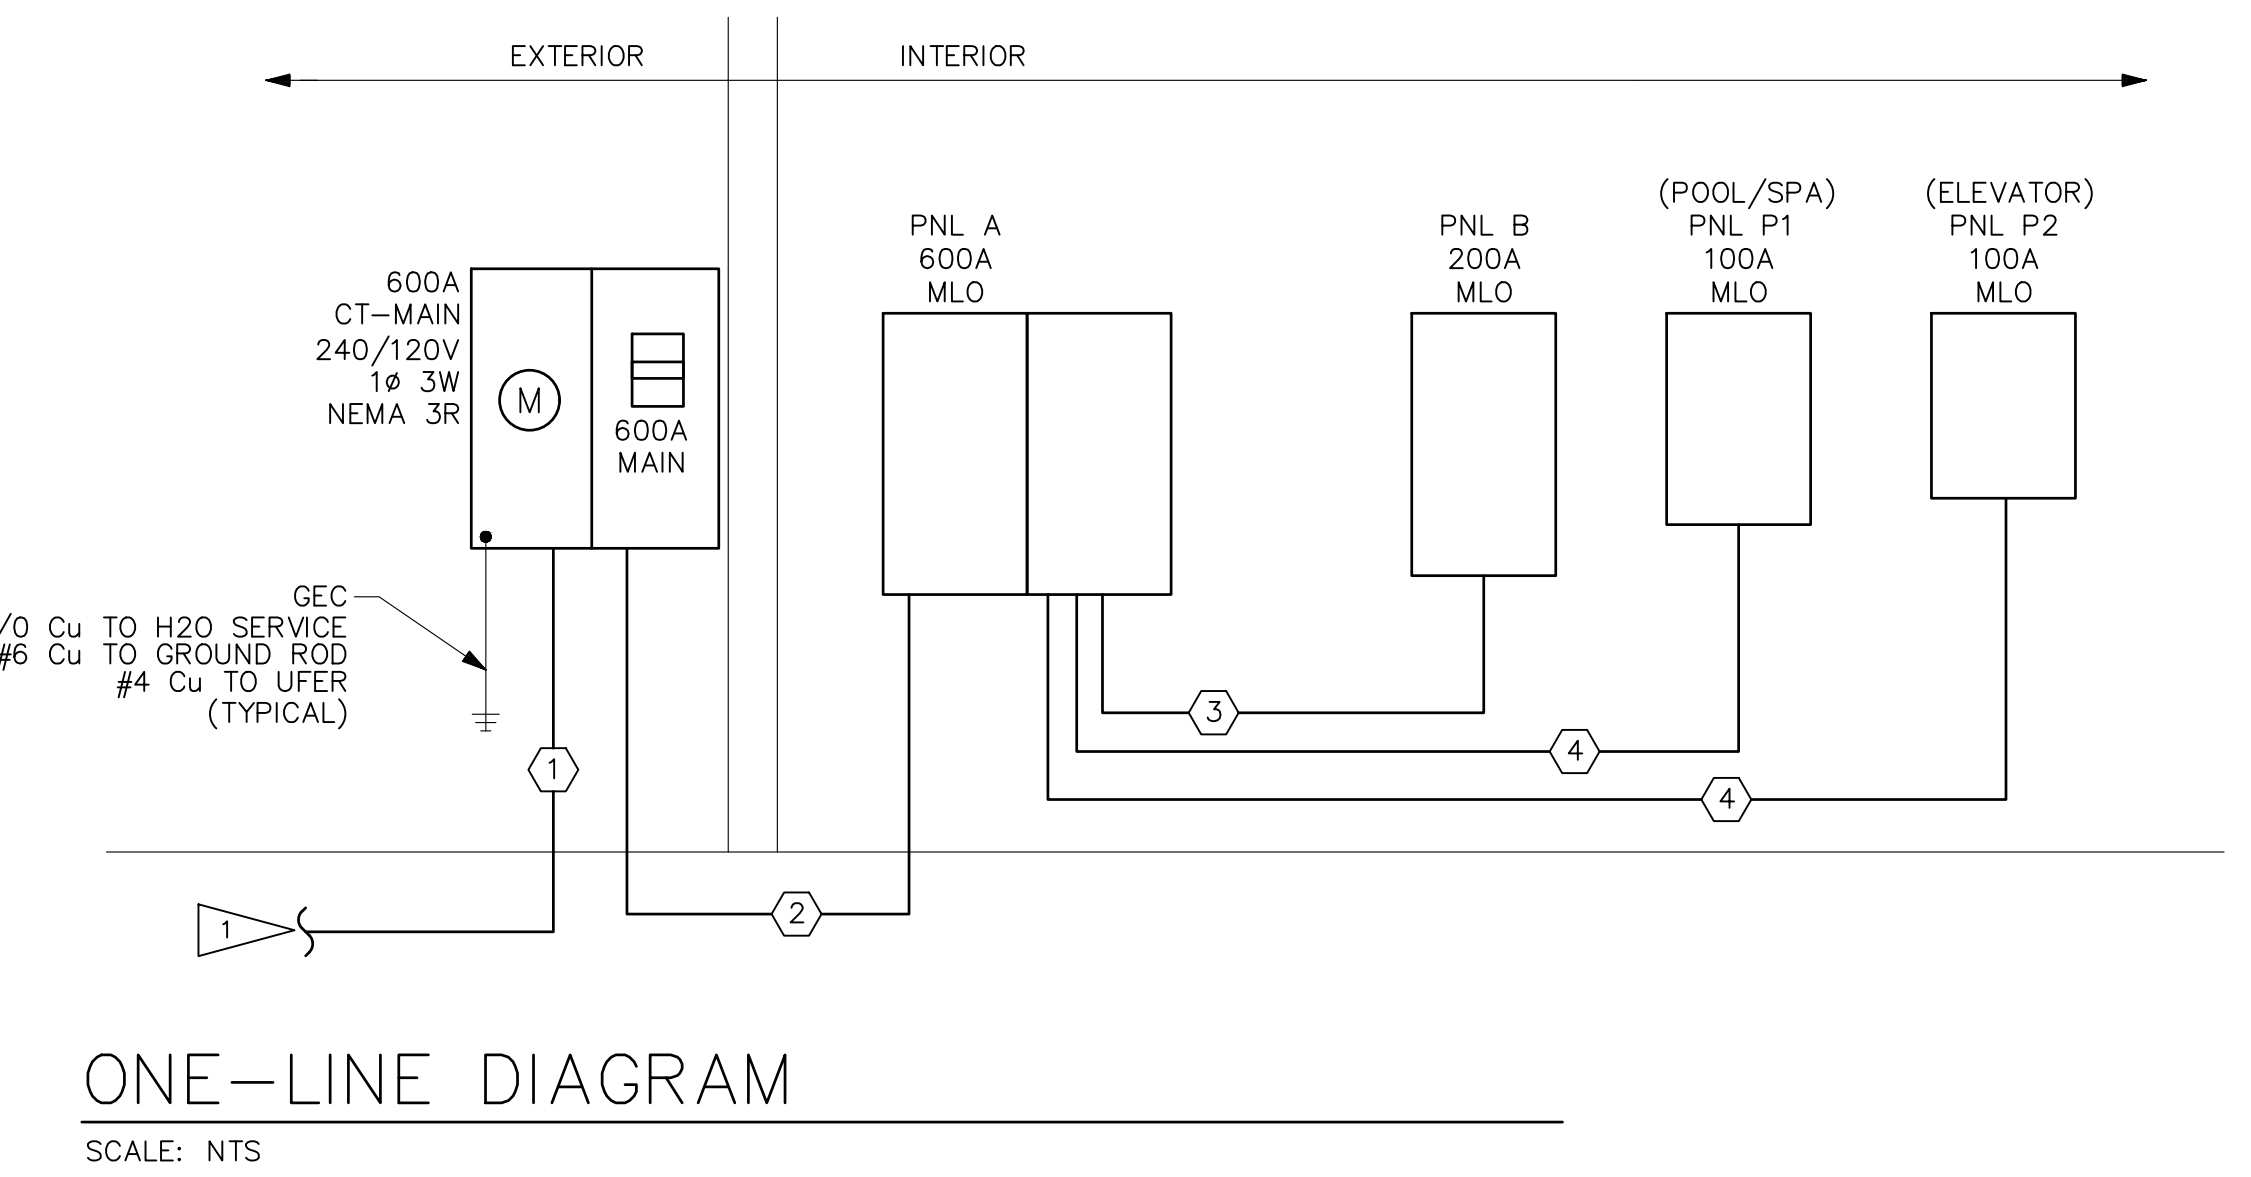 EXTERIOR
INTERIOR
600A
CT-MAIN
240/120V
1ø 3W
NEMA 3R
M
600A
MAIN
PNL A
600A
MLO
PNL B
200A
MLO
(POOL/SPA)
PNL P1
100A
MLO
(ELEVATOR)
PNL P2
100A
MLO
GEC
/0 Cu TO H2O SERVICE
#6 Cu TO GROUND ROD
#4 Cu TO UFER
(TYPICAL)
3
4
1
4
2
1
ONE-LINE DIAGRAM
SCALE: NTS